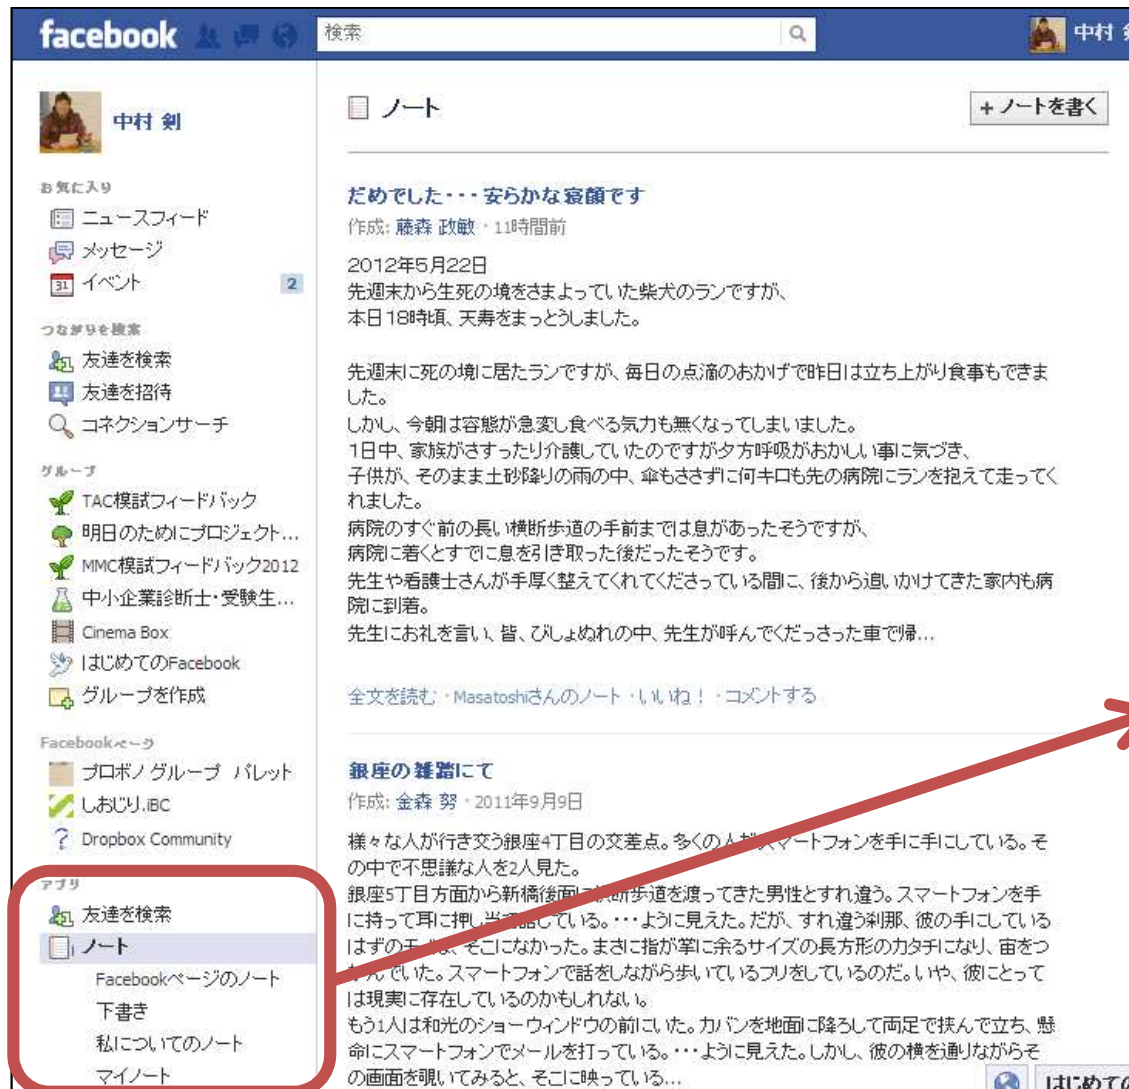 facebook
検索
中村
中村 剣
お気に入り
ニュースフィード
メッセージ
31 イベント 2
つながりを検索
友達を検索
友達を招待
コネクションサーチ
グループ
TAC模試フィードバック
明日のためにプロジェクト...
MMC模試フィードバック2012
中小企業診断士・受験生...
Cinema Box
はじめてのFacebook
グループを作成
Facebookページ
プロボノグループ パレット
しおじり.iBC
Dropbox Community
アプリ
友達を検索
ノート
Facebookページのノート
下書き
私についてのノート
マイノート
ノート
+ ノートを書く
だめでした・・・安らかな寝顔です
作成: 藤森 政敏・11時間前
2012年5月22日
先週末から生死の境をさまよっていた柴犬のランですが、
本日18時頃、天寿をまっとうしました。
先週末に死の境に居たランですが、毎日の点滴のおかげで昨日は立ち上がり食事もできま
した。
しかし、今朝は容態が急変し食べる気力も無くなってしまいました。
1日中、家族がさすったり介護していたのですが夕方呼吸がおかしい事に気づき、
子供が、そのまま土砂降りの雨の中、傘もささずに何キロも先の病院にランを抱えて走ってく
れました。
病院のすぐ前の長い横断歩道の手前までは息があったそうですが、
病院に着くとすでに息を引き取った後だったそうです。
先生や看護士さんが手厚く整えてくれてくださっている間に、後から追いかけてきた家内も病
院に到着。
先生にお礼を言い、皆、びしょぬれの中、先生が呼んでくだっさった車で帰...
全文を読む・Masatoshiさんのノート・いいね！・コメントする
銀座の雑踏にて
作成: 金森 努・2011年9月9日
様々な人が行き交う銀座4丁目の交差点。多くの人がスマートフォンを手に手にしている。そ
の中で不思議な人を2人見た。
銀座5丁目方面から新橋後面に横断歩道を渡ってきた男性とすれ違う。スマートフォンを手
に持って耳に押し当て話している。・・・ように見えた。だが、すれ違う刹那、彼の手にしている
はずのモノは、そこになかった。まさに指が掌に余るサイズの長方形のカタチになり、宙をつ
かんでいた。スマートフォンで話をしながら歩いているフリをしているのだ。いや、彼にとって
は現実に存在しているのかもしれない。
もう1人は和光のショーウィンドウの前にいた。カバンを地面に降ろして両足で挟んで立ち、懸
命にスマートフォンでメールを打っている。・・・ように見えた。しかし、彼の横を通りながらそ
の画面を覗いてみると、そこに映っている...
はじめての